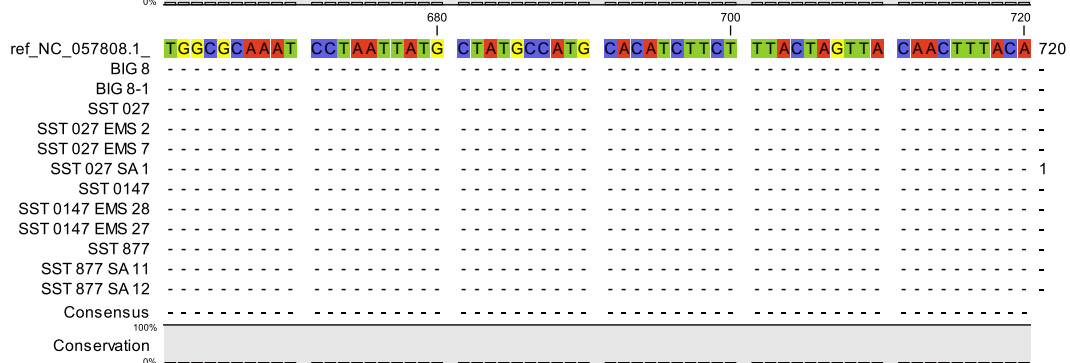 0%
680 700 720
ref_NC_057808.1_ TGGCGCAAAT CCTAATTATG CTATGCCATG CACATCTTCT TTACTAGTTA CAACTTTACA 720
BIG 8 - - - - - - - - - - - - - - - - - - - - - - - - - - - - - - - - - - - - - - - - - - - - - - - - - - - - - - - - - - - - -
BIG 8-1 - - - - - - - - - - - - - - - - - - - - - - - - - - - - - - - - - - - - - - - - - - - - - - - - - - - - - - - - - - - - -
SST 027 - - - - - - - - - - - - - - - - - - - - - - - - - - - - - - - - - - - - - - - - - - - - - - - - - - - - - - - - - - - - -
SST 027 EMS 2 - - - - - - - - - - - - - - - - - - - - - - - - - - - - - - - - - - - - - - - - - - - - - - - - - - - - - - - - - - - - -
SST 027 EMS 7 - - - - - - - - - - - - - - - - - - - - - - - - - - - - - - - - - - - - - - - - - - - - - - - - - - - - - - - - - - - - -
SST 027 SA 1 - - - - - - - - - - - - - - - - - - - - - - - - - - - - - - - - - - - - - - - - - - - - - - - - - - - - - - - - - - - - 1
SST 0147 - - - - - - - - - - - - - - - - - - - - - - - - - - - - - - - - - - - - - - - - - - - - - - - - - - - - - - - - - - - - -
SST 0147 EMS 28 - - - - - - - - - - - - - - - - - - - - - - - - - - - - - - - - - - - - - - - - - - - - - - - - - - - - - - - - - - - - -
SST 0147 EMS 27 - - - - - - - - - - - - - - - - - - - - - - - - - - - - - - - - - - - - - - - - - - - - - - - - - - - - - - - - - - - - -
SST 877 - - - - - - - - - - - - - - - - - - - - - - - - - - - - - - - - - - - - - - - - - - - - - - - - - - - - - - - - - - - - -
SST 877 SA 11 - - - - - - - - - - - - - - - - - - - - - - - - - - - - - - - - - - - - - - - - - - - - - - - - - - - - - - - - - - - - -
SST 877 SA 12 - - - - - - - - - - - - - - - - - - - - - - - - - - - - - - - - - - - - - - - - - - - - - - - - - - - - - - - - - - - - -
Consensus - - - - - - - - - - - - - - - - - - - - - - - - - - - - - - - - - - - - - - - - - - - - - - - - - - - - - - - - - - - -
100%
Conservation
0%